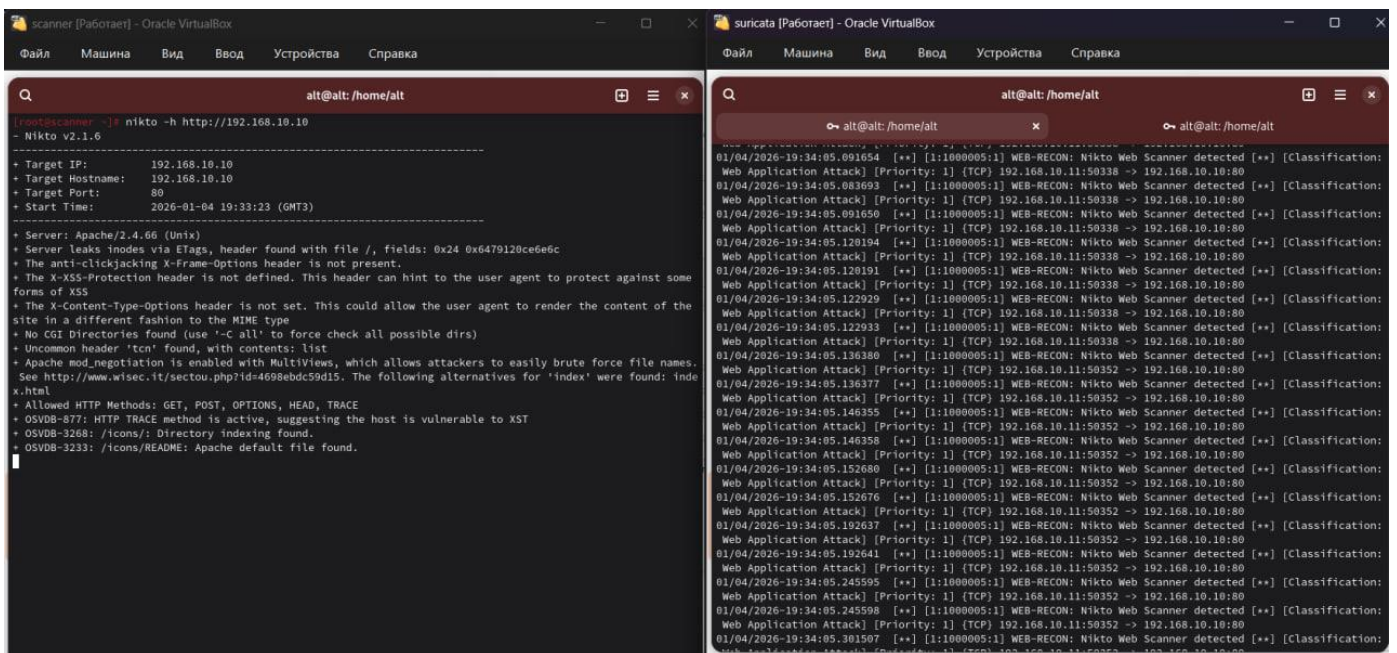 scanner [Работает] - Oracle VirtualBox
Файл Машина Вид Ввод Устройства Справка
alt@alt: /home/alt
[root@scanner ~]# nikto -h http://192.168.10.10
- Nikto v2.1.6
---------------------------------------------------------------------------
+ Target IP: 192.168.10.10
+ Target Hostname: 192.168.10.10
+ Target Port: 80
+ Start Time: 2026-01-04 19:33:23 (GMT3)
---------------------------------------------------------------------------
+ Server: Apache/2.4.66 (Unix)
+ Server leaks inodes via ETags, header found with file /, fields: 0x24 0x6479120ce6e6c
+ The anti-clickjacking X-Frame-Options header is not present.
+ The X-XSS-Protection header is not defined. This header can hint to the user agent to protect against some
forms of XSS
+ The X-Content-Type-Options header is not set. This could allow the user agent to render the content of the
site in a different fashion to the MIME type
+ No CGI Directories found (use '-C all' to force check all possible dirs)
+ Uncommon header 'tcn' found, with contents: list
+ Apache mod_negotiation is enabled with MultiViews, which allows attackers to easily brute force file names.
See http://www.wisec.it/sectou.php?id=4698ebdc59d15. The following alternatives for 'index' were found: inde
x.html
+ Allowed HTTP Methods: GET, POST, OPTIONS, HEAD, TRACE
+ OSVDB-877: HTTP TRACE method is active, suggesting the host is vulnerable to XST
+ OSVDB-3268: /icons/: Directory indexing found.
+ OSVDB-3233: /icons/README: Apache default file found.
suricata [Работает] - Oracle VirtualBox
Файл Машина Вид Ввод Устройства Справка
alt@alt: /home/alt
alt@alt: /home/alt alt@alt: /home/alt
01/04/2026-19:34:05.091654 [**] [1:1000005:1] WEB-RECON: Nikto Web Scanner detected [**] [Classification:
Web Application Attack] [Priority: 1] {TCP} 192.168.10.11:50338 -> 192.168.10.10:80
01/04/2026-19:34:05.083693 [**] [1:1000005:1] WEB-RECON: Nikto Web Scanner detected [**] [Classification:
Web Application Attack] [Priority: 1] {TCP} 192.168.10.11:50338 -> 192.168.10.10:80
01/04/2026-19:34:05.091650 [**] [1:1000005:1] WEB-RECON: Nikto Web Scanner detected [**] [Classification:
Web Application Attack] [Priority: 1] {TCP} 192.168.10.11:50338 -> 192.168.10.10:80
01/04/2026-19:34:05.120194 [**] [1:1000005:1] WEB-RECON: Nikto Web Scanner detected [**] [Classification:
Web Application Attack] [Priority: 1] {TCP} 192.168.10.11:50338 -> 192.168.10.10:80
01/04/2026-19:34:05.120191 [**] [1:1000005:1] WEB-RECON: Nikto Web Scanner detected [**] [Classification:
Web Application Attack] [Priority: 1] {TCP} 192.168.10.11:50338 -> 192.168.10.10:80
01/04/2026-19:34:05.122929 [**] [1:1000005:1] WEB-RECON: Nikto Web Scanner detected [**] [Classification:
Web Application Attack] [Priority: 1] {TCP} 192.168.10.11:50338 -> 192.168.10.10:80
01/04/2026-19:34:05.122933 [**] [1:1000005:1] WEB-RECON: Nikto Web Scanner detected [**] [Classification:
Web Application Attack] [Priority: 1] {TCP} 192.168.10.11:50338 -> 192.168.10.10:80
01/04/2026-19:34:05.136380 [**] [1:1000005:1] WEB-RECON: Nikto Web Scanner detected [**] [Classification:
Web Application Attack] [Priority: 1] {TCP} 192.168.10.11:50352 -> 192.168.10.10:80
01/04/2026-19:34:05.136377 [**] [1:1000005:1] WEB-RECON: Nikto Web Scanner detected [**] [Classification:
Web Application Attack] [Priority: 1] {TCP} 192.168.10.11:50352 -> 192.168.10.10:80
01/04/2026-19:34:05.146355 [**] [1:1000005:1] WEB-RECON: Nikto Web Scanner detected [**] [Classification:
Web Application Attack] [Priority: 1] {TCP} 192.168.10.11:50352 -> 192.168.10.10:80
01/04/2026-19:34:05.146358 [**] [1:1000005:1] WEB-RECON: Nikto Web Scanner detected [**] [Classification:
Web Application Attack] [Priority: 1] {TCP} 192.168.10.11:50352 -> 192.168.10.10:80
01/04/2026-19:34:05.152680 [**] [1:1000005:1] WEB-RECON: Nikto Web Scanner detected [**] [Classification:
Web Application Attack] [Priority: 1] {TCP} 192.168.10.11:50352 -> 192.168.10.10:80
01/04/2026-19:34:05.152676 [**] [1:1000005:1] WEB-RECON: Nikto Web Scanner detected [**] [Classification:
Web Application Attack] [Priority: 1] {TCP} 192.168.10.11:50352 -> 192.168.10.10:80
01/04/2026-19:34:05.192637 [**] [1:1000005:1] WEB-RECON: Nikto Web Scanner detected [**] [Classification:
Web Application Attack] [Priority: 1] {TCP} 192.168.10.11:50352 -> 192.168.10.10:80
01/04/2026-19:34:05.192641 [**] [1:1000005:1] WEB-RECON: Nikto Web Scanner detected [**] [Classification:
Web Application Attack] [Priority: 1] {TCP} 192.168.10.11:50352 -> 192.168.10.10:80
01/04/2026-19:34:05.245595 [**] [1:1000005:1] WEB-RECON: Nikto Web Scanner detected [**] [Classification:
Web Application Attack] [Priority: 1] {TCP} 192.168.10.11:50352 -> 192.168.10.10:80
01/04/2026-19:34:05.245598 [**] [1:1000005:1] WEB-RECON: Nikto Web Scanner detected [**] [Classification:
Web Application Attack] [Priority: 1] {TCP} 192.168.10.11:50352 -> 192.168.10.10:80
01/04/2026-19:34:05.301507 [**] [1:1000005:1] WEB-RECON: Nikto Web Scanner detected [**] [Classification: